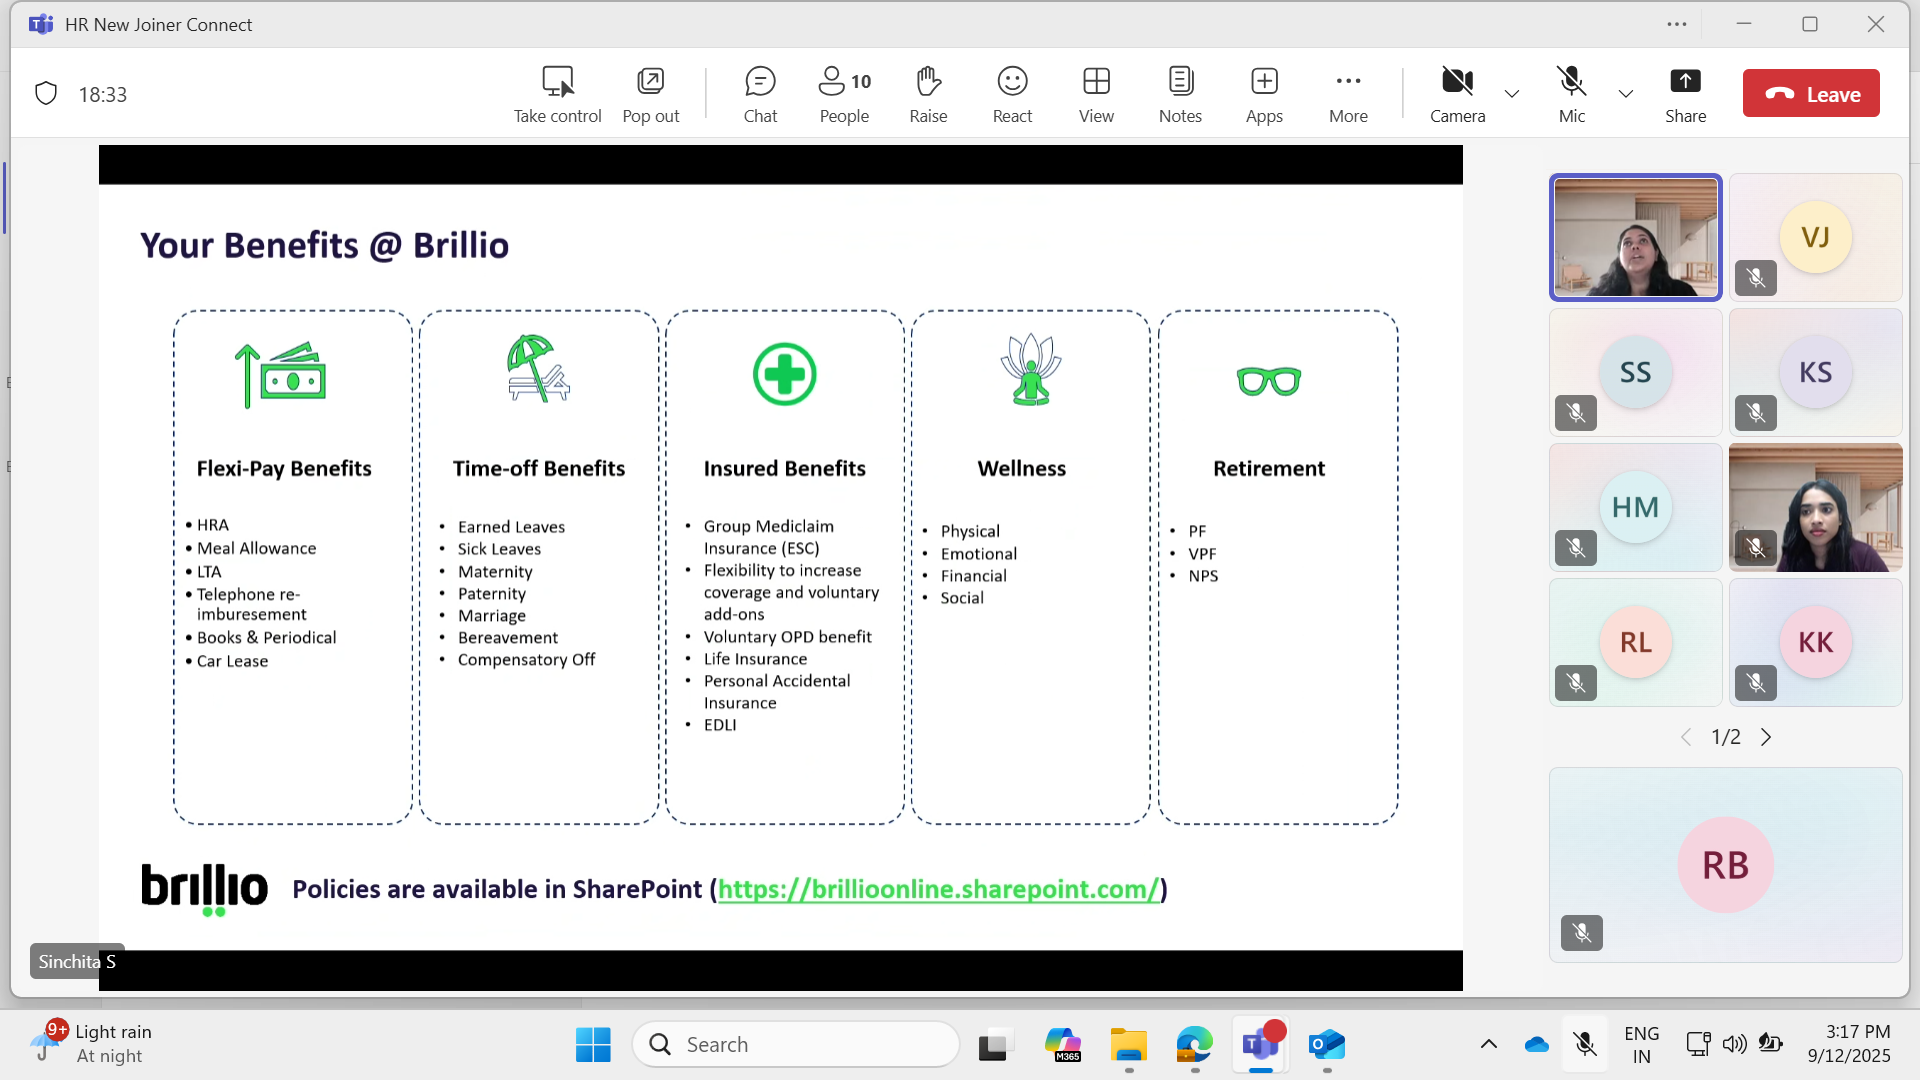 HR New Joiner Connect
18:33
Take control
Pop out
Chat
10
People
Raise
React
View
Notes
Apps
More
Camera
Mic
Share
Leave
Your Benefits @ Brillio
Flexi-Pay Benefits
• HRA
• Meal Allowance
• LTA
• Telephone re-
imburesement
• Books & Periodical
• Car Lease
Time-off Benefits
• Earned Leaves
• Sick Leaves
• Maternity
• Paternity
• Marriage
• Bereavement
• Compensatory Off
Insured Benefits
• Group Mediclaim
Insurance (ESC)
• Flexibility to increase
coverage and voluntary
add-ons
• Voluntary OPD benefit
• Life Insurance
• Personal Accidental
Insurance
• EDLI
Wellness
• Physical
• Emotional
• Financial
• Social
Retirement
• PF
• VPF
• NPS
brillio
Policies are available in SharePoint (https://brillioonline.sharepoint.com/)
Sinchita S
VJ
SS
KS
HM
RL
KK
1/2
RB
9+
Light rain
At night
Search
M365
ENG
IN
3:17 PM
9/12/2025